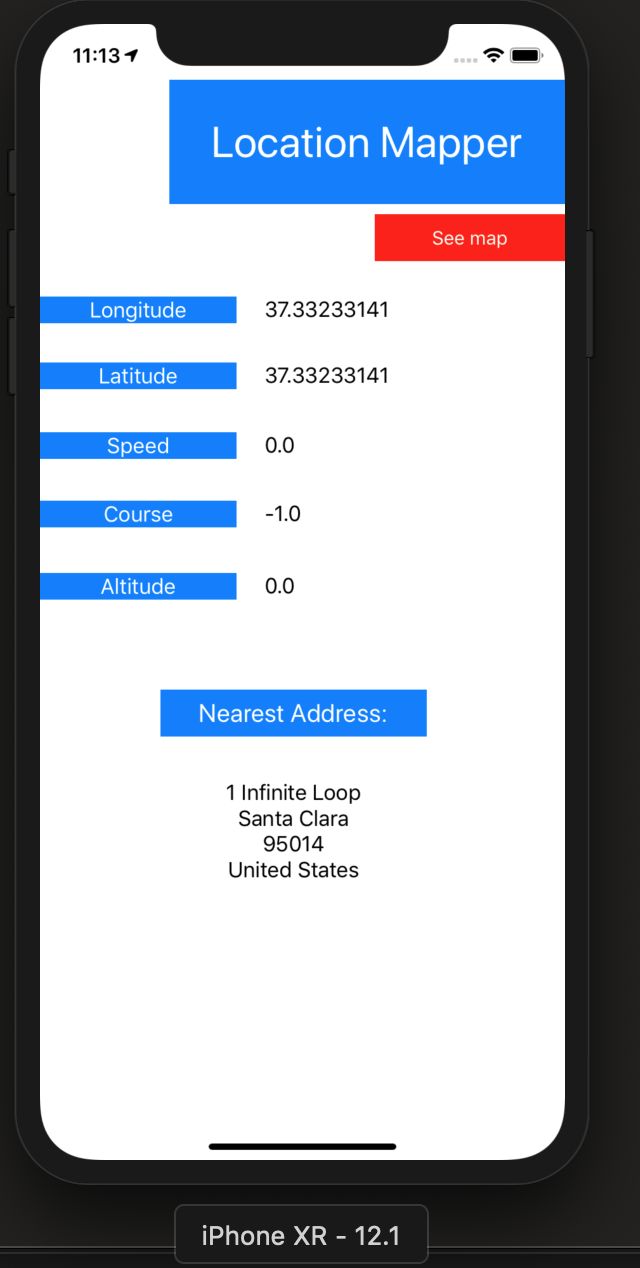 11:13
Location Mapper
See map
Longitude 37.33233141
Latitude 37.33233141
Speed 0.0
Course -1.0
Altitude 0.0
Nearest Address:
1 Infinite Loop
Santa Clara
95014
United States
iPhone XR - 12.1